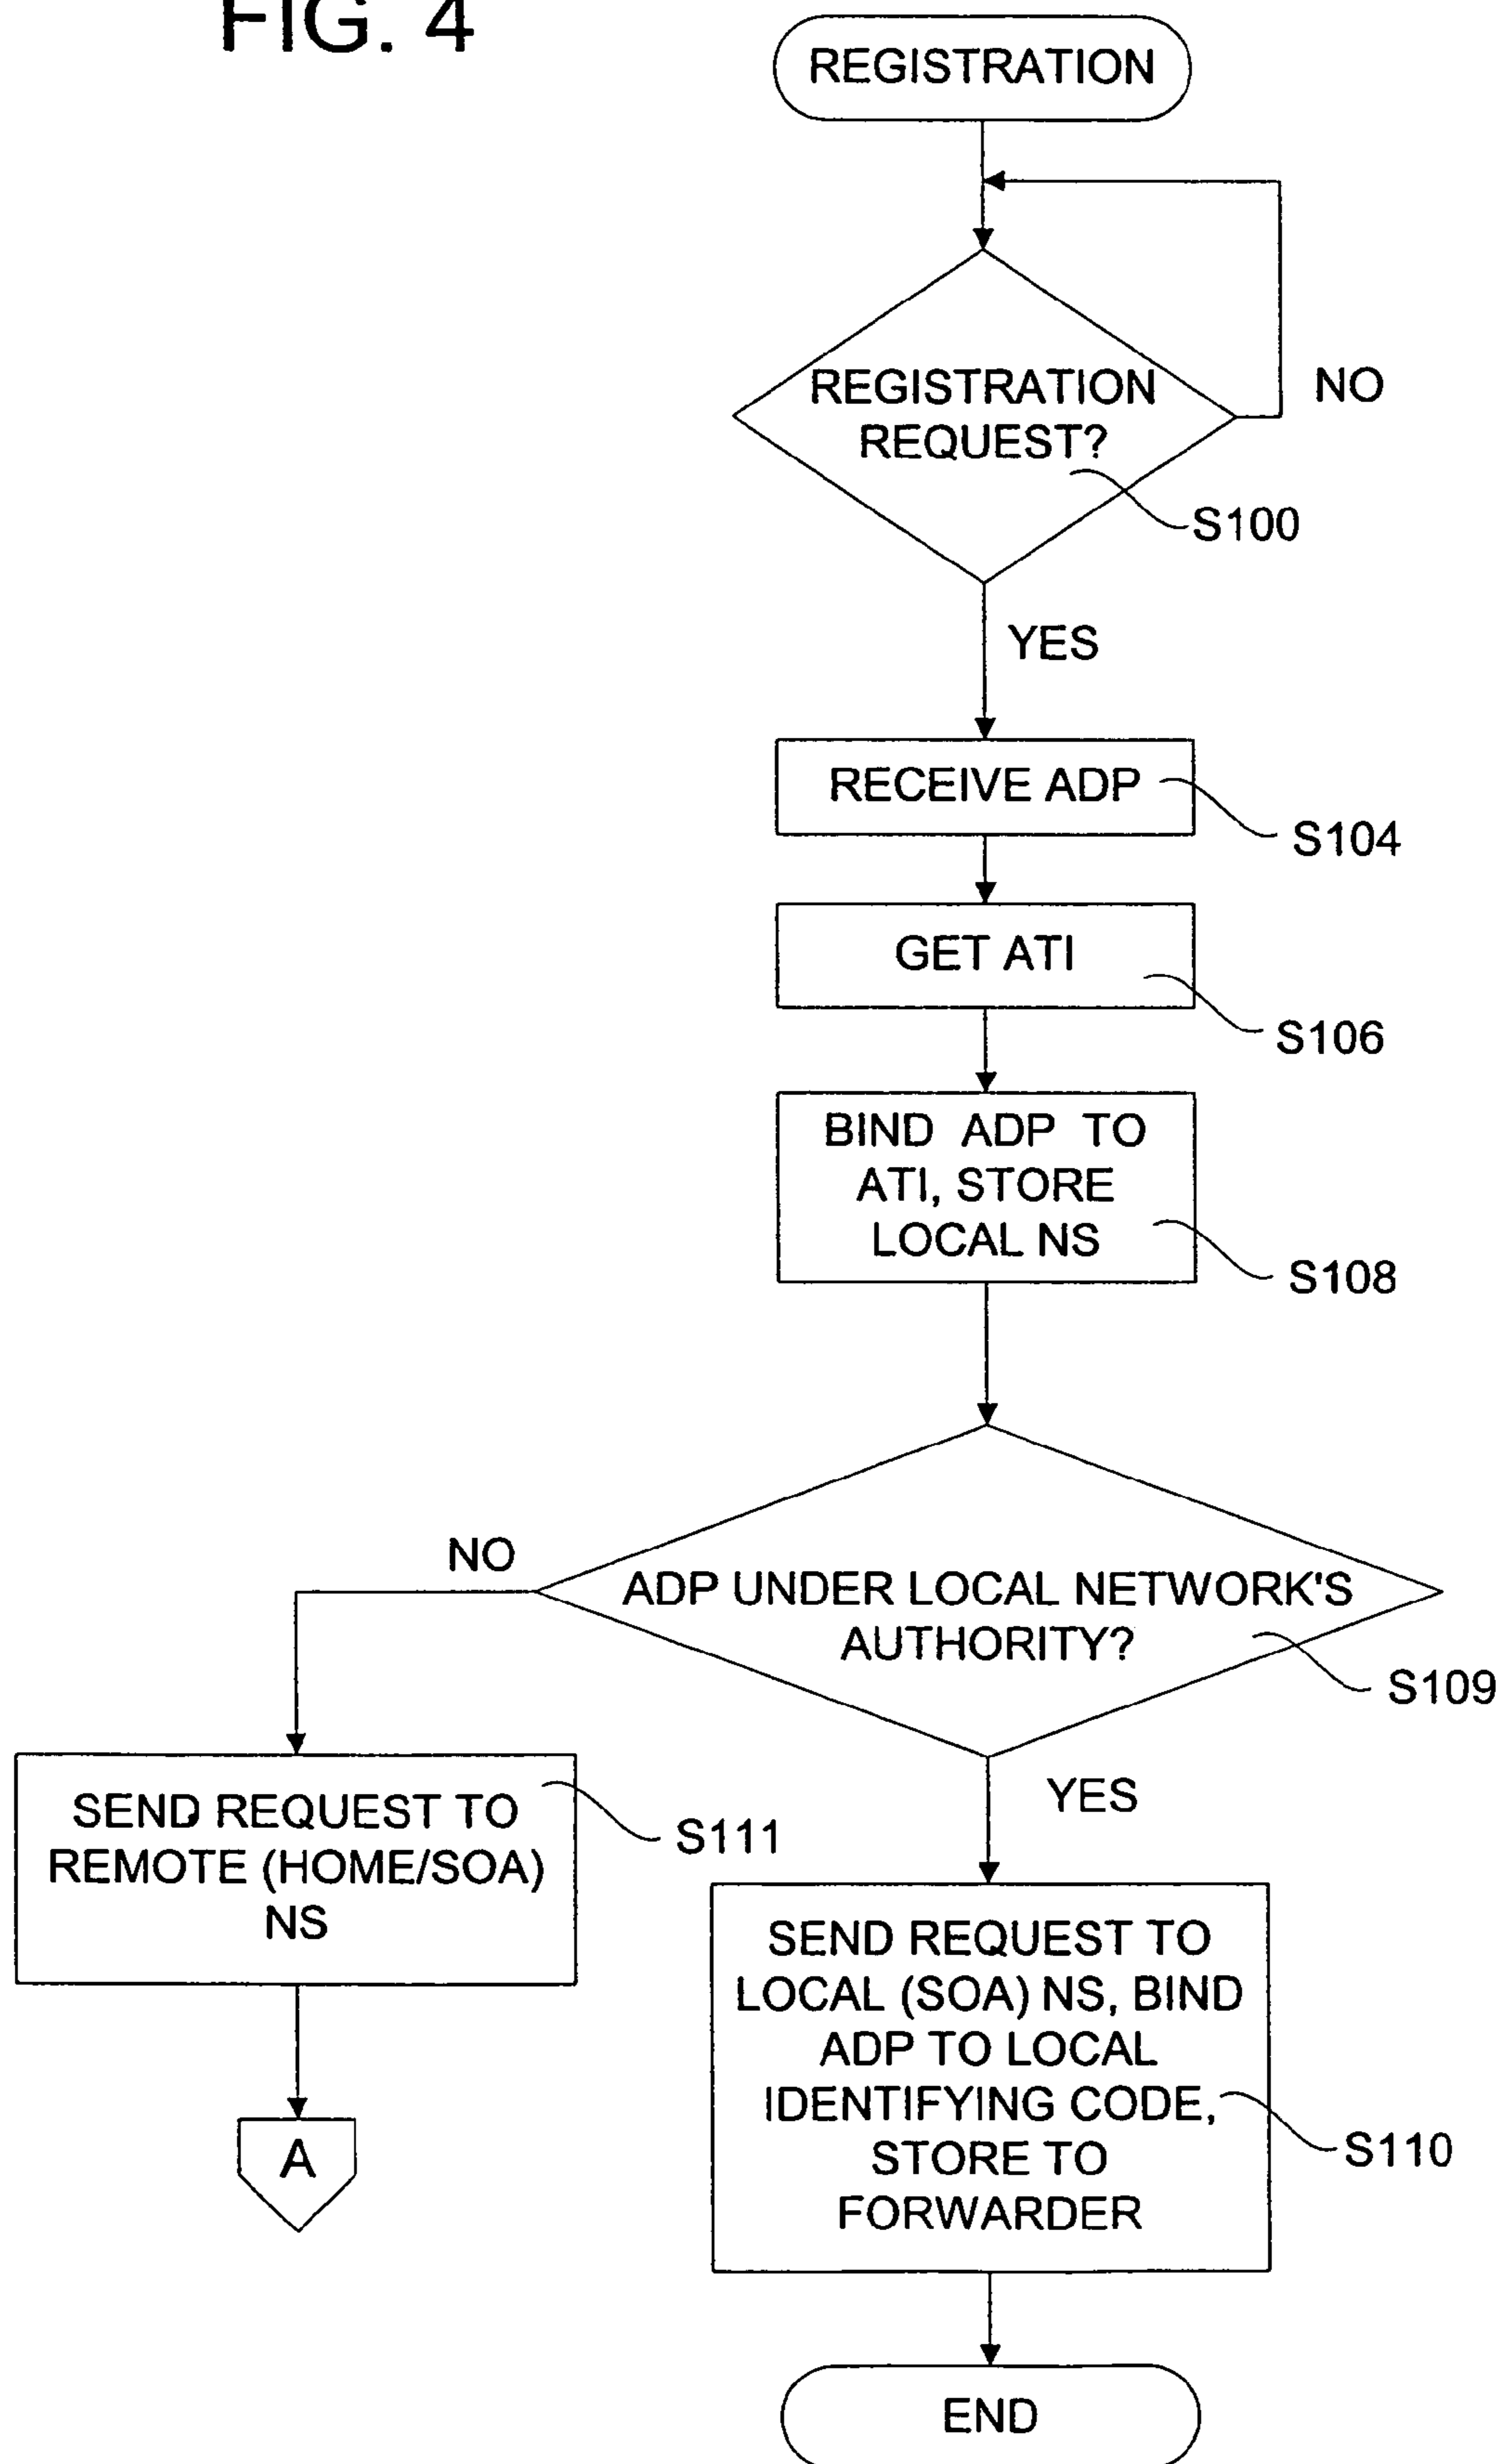 FIG. 4
REGISTRATION
REGISTRATION
REQUEST?
NO
S100
YES
RECEIVE ADP
S104
GET ATI
S106
BIND ADP TO
ATI, STORE
LOCAL NS
S108
NO
ADP UNDER LOCAL NETWORK'S
AUTHORITY?
S109
YES
SEND REQUEST TO
REMOTE (HOME/SOA)
NS
S111
SEND REQUEST TO
LOCAL (SOA) NS, BIND
ADP TO LOCAL
IDENTIFYING CODE,
STORE TO
FORWARDER
S110
A
END